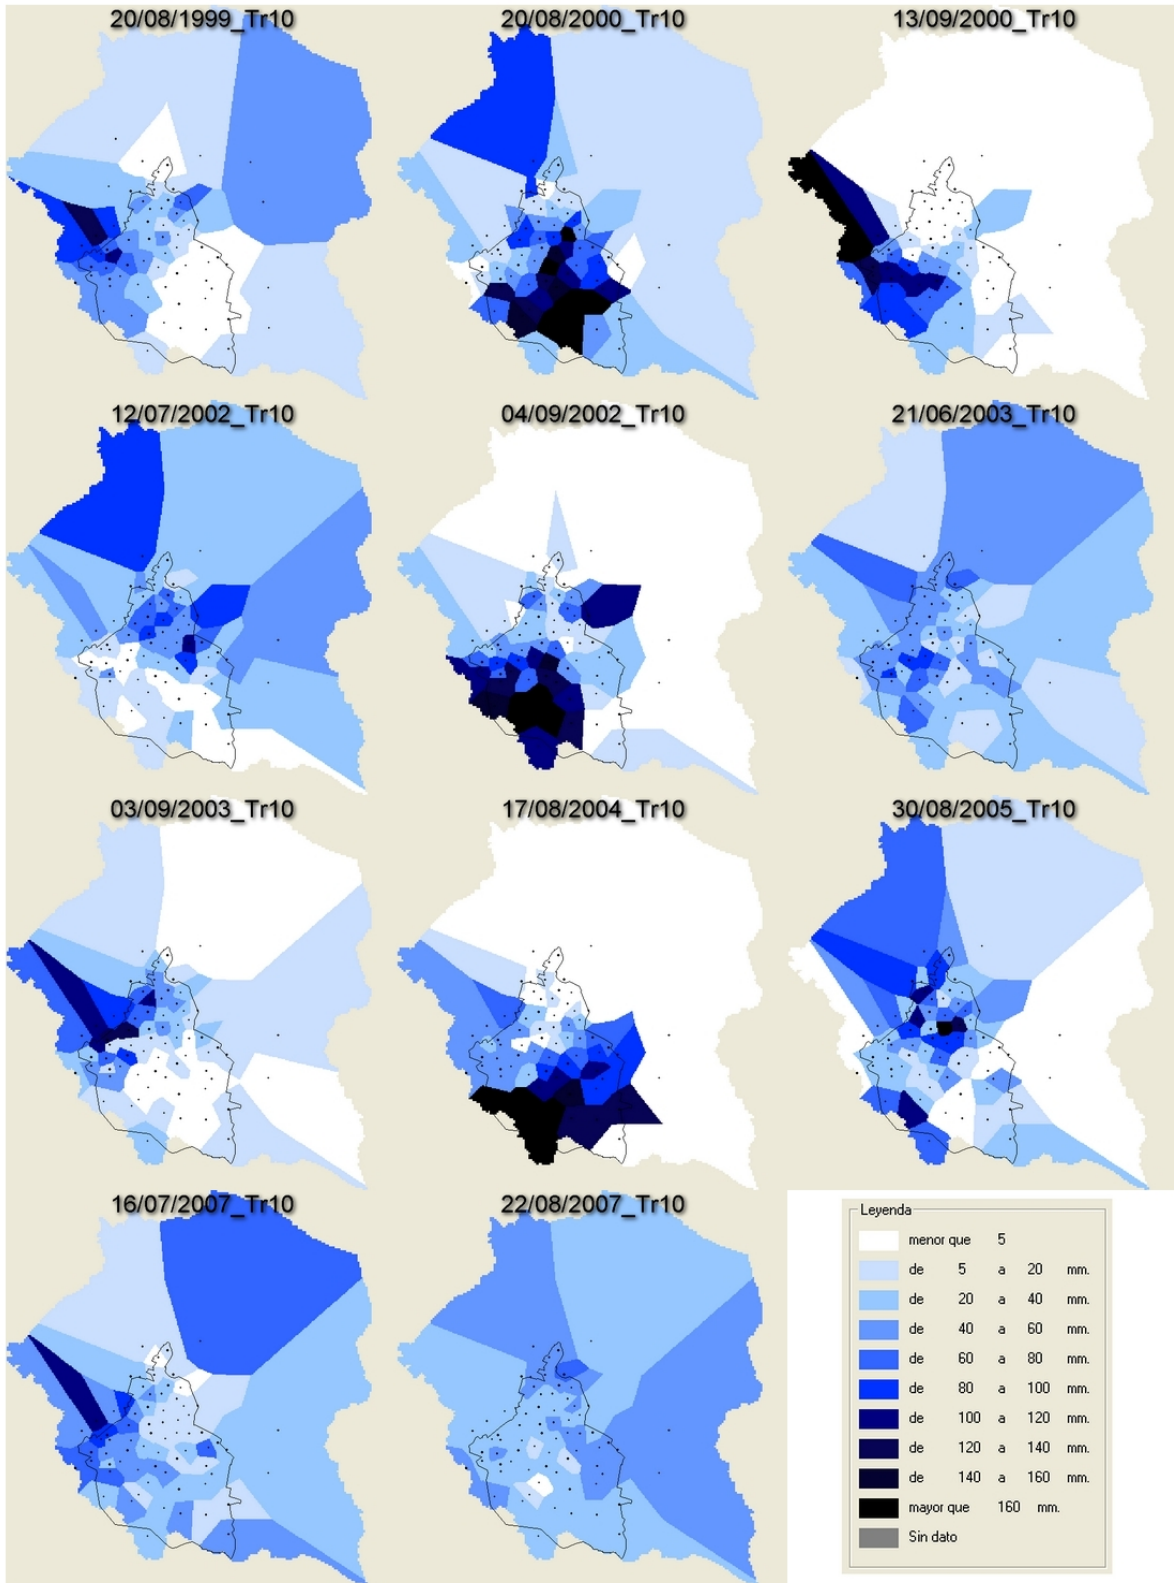 20/08/1999_Tr10
20/08/2000_Tr10
13/09/2000_Tr10
12/07/2002_Tr10
04/09/2002_Tr10
21/06/2003_Tr10
03/09/2003_Tr10
17/08/2004_Tr10
30/08/2005_Tr10
16/07/2007_Tr10
22/08/2007_Tr10
Leyenda
menor que 5
de 5 a 20 mm.
de 20 a 40 mm.
de 40 a 60 mm.
de 60 a 80 mm.
de 80 a 100 mm.
de 100 a 120 mm.
de 120 a 140 mm.
de 140 a 160 mm.
mayor que 160 mm.
Sin dato